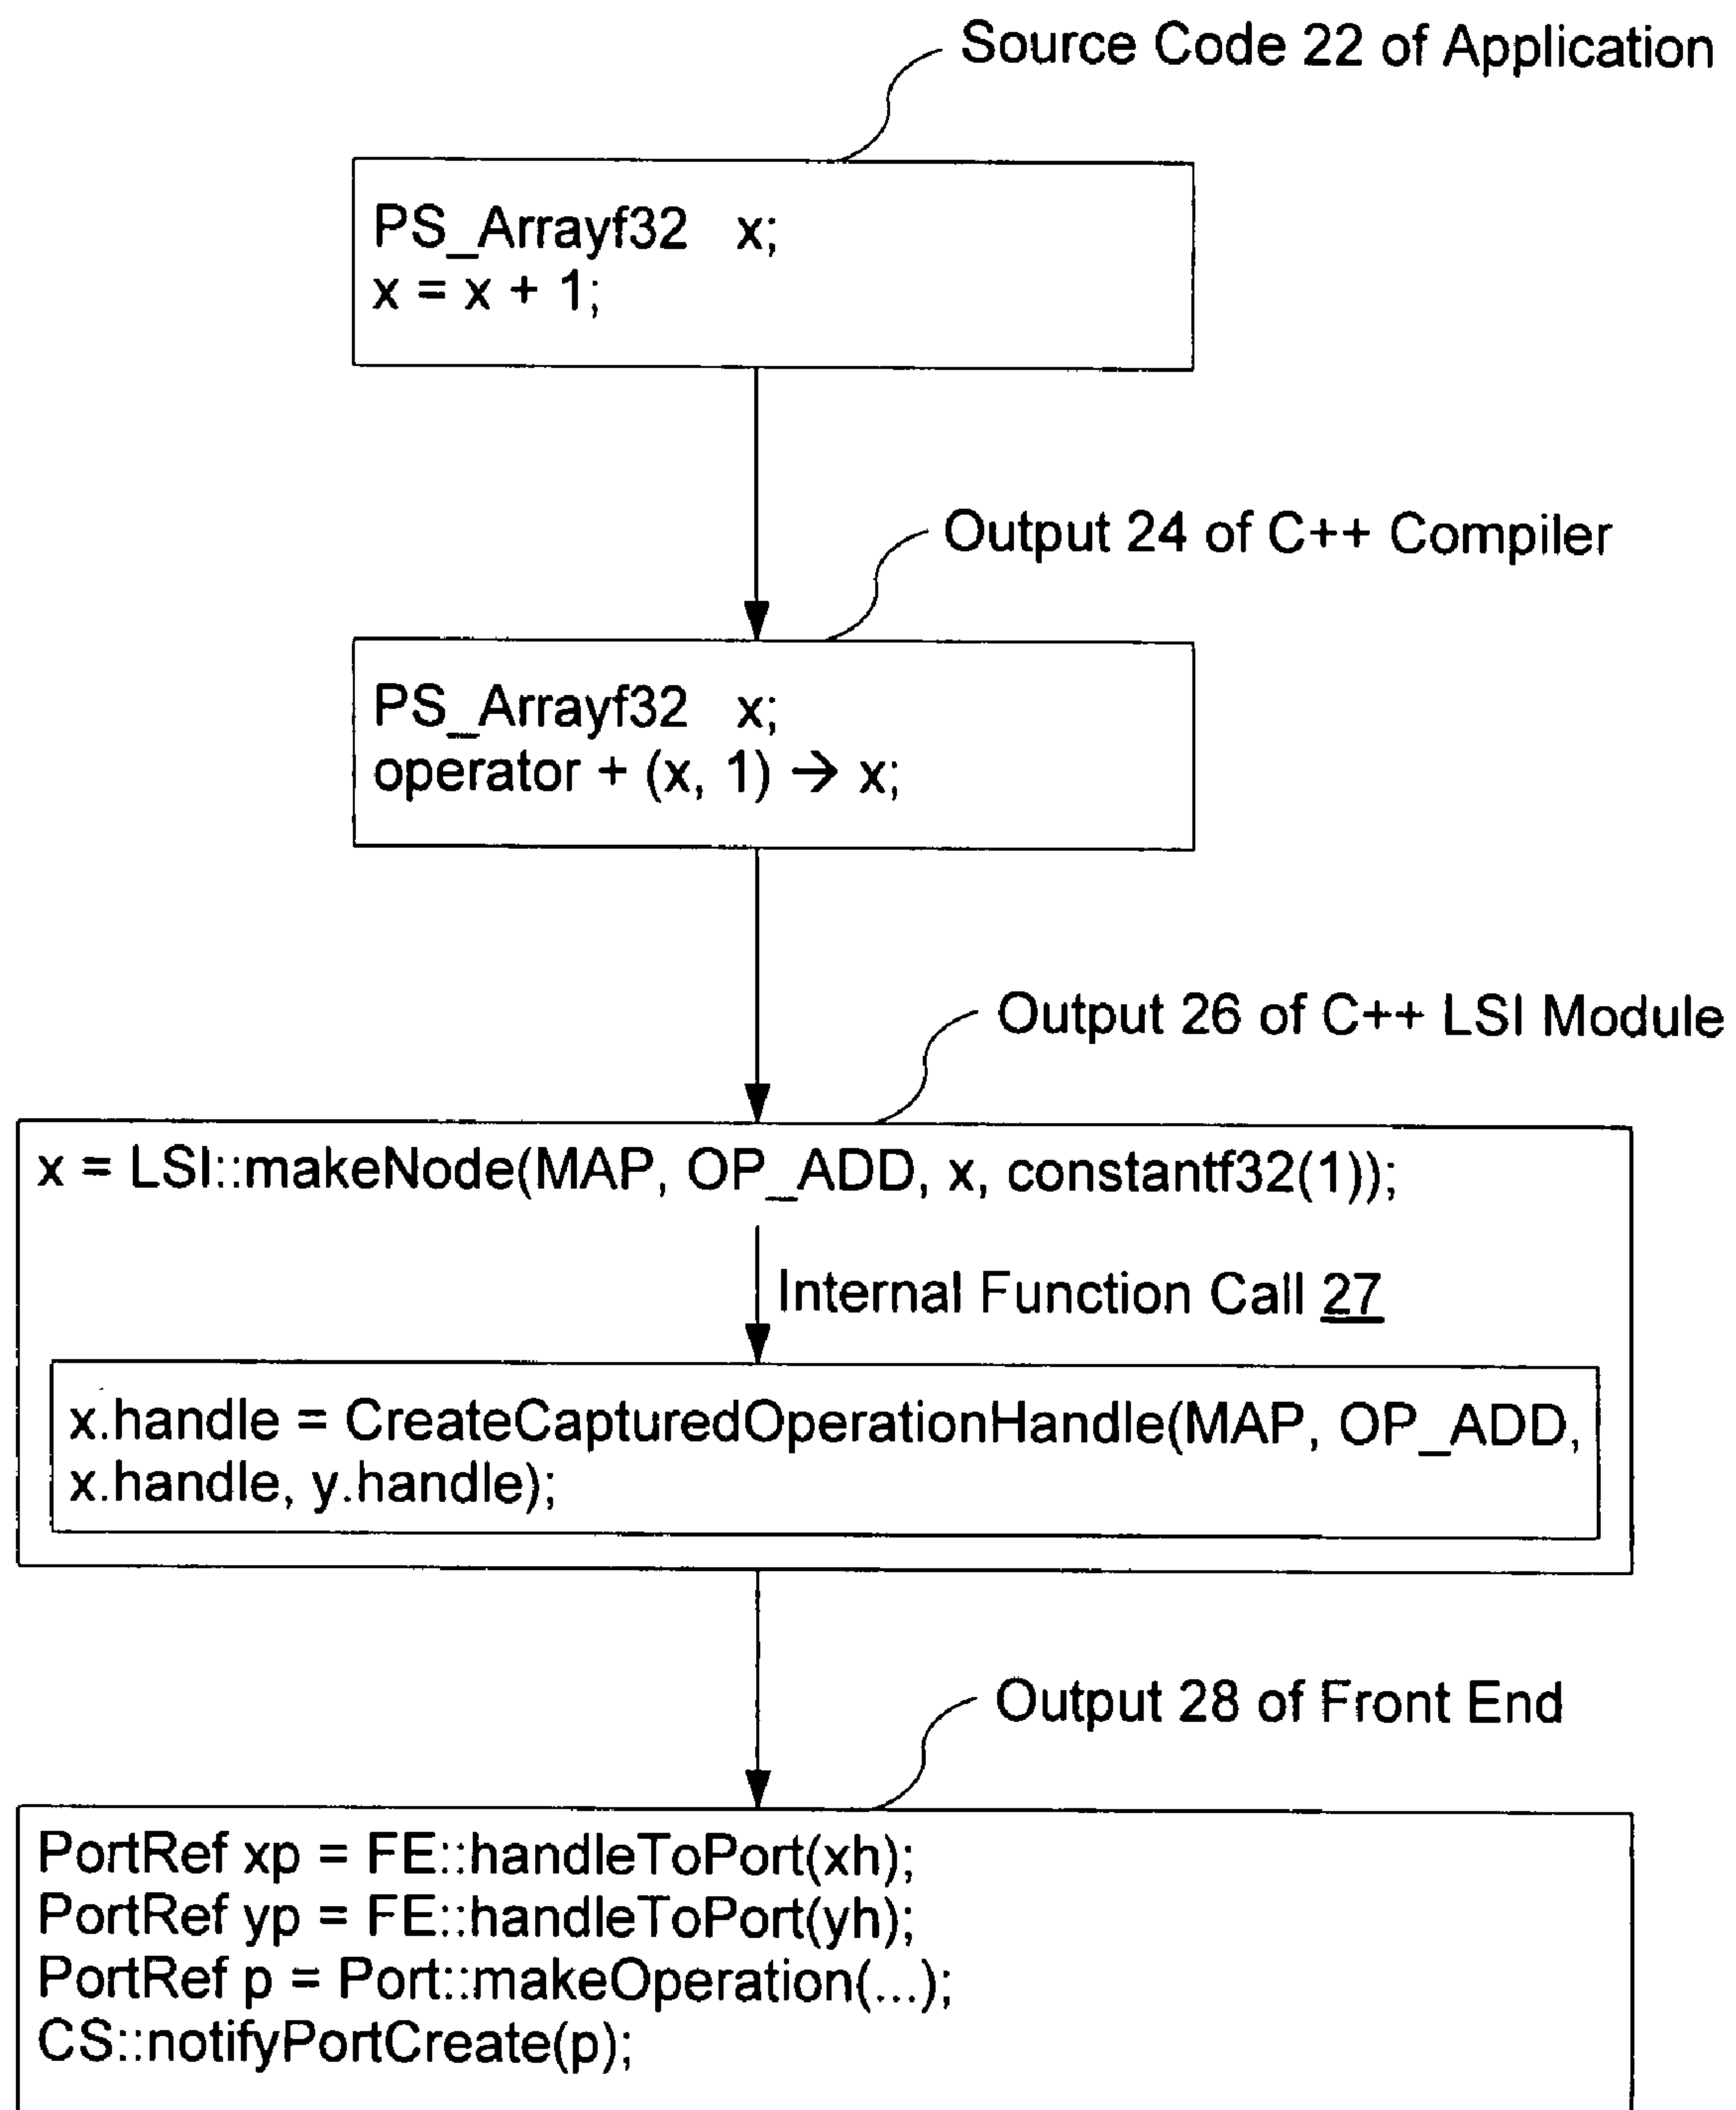 Source Code 22 of Application
PS_Arrayf32 x;
x = x + 1;
Output 24 of C++ Compiler
PS_Arrayf32 x;
operator + (x, 1) → x;
Output 26 of C++ LSI Module
x = LSI::makeNode(MAP, OP_ADD, x, constantf32(1));
Internal Function Call 27
x.handle = CreateCapturedOperationHandle(MAP, OP_ADD,
x.handle, y.handle);
Output 28 of Front End
PortRef xp = FE::handleToPort(xh);
PortRef yp = FE::handleToPort(yh);
PortRef p = Port::makeOperation(...);
CS::notifyPortCreate(p);